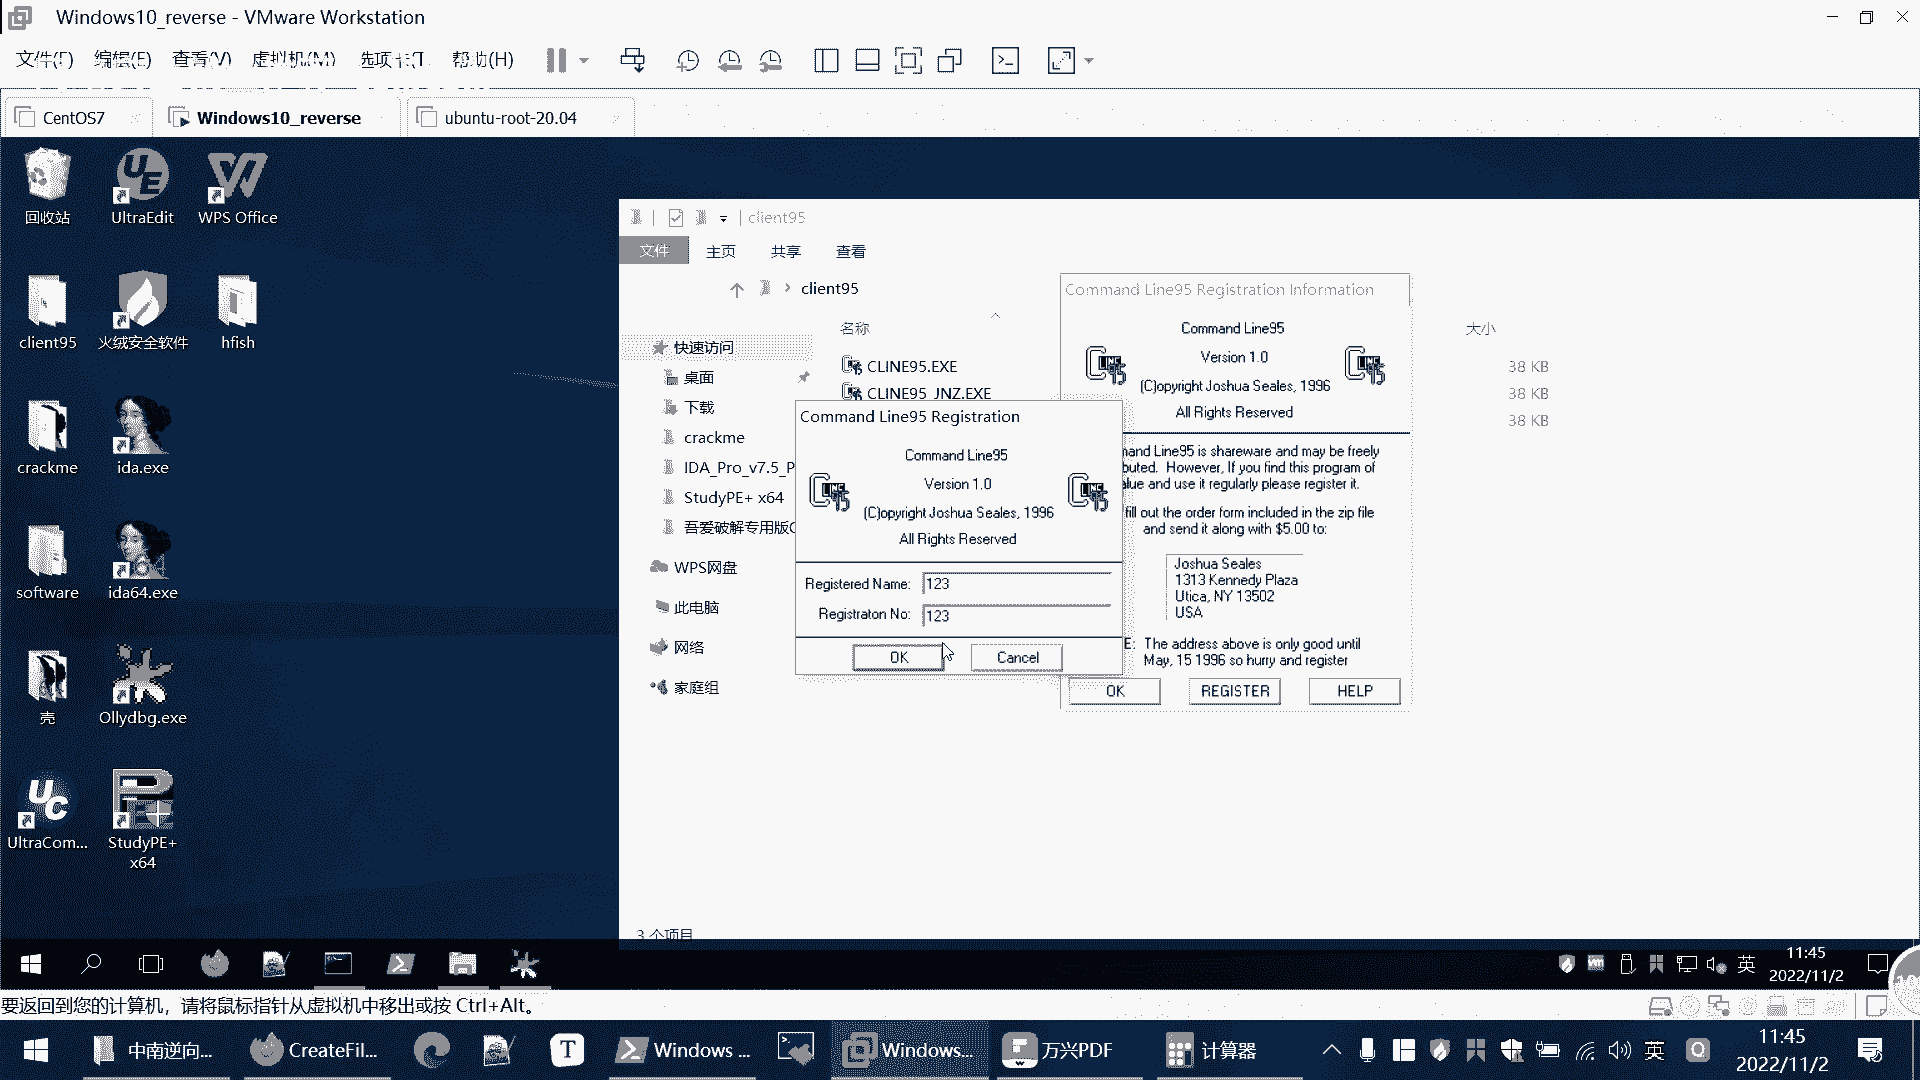 Windows10_reverse - VMware Workstation
文件(F) 编辑(E) 查看(V) 虚拟机(M) 选项卡(T) 帮助(H)
CentOS7 Windows10_reverse ubuntu-root-20.04
回收站 UltraEdit WPS Office
client95 火绒安全软件 hfish
crackme ida.exe
software ida64.exe
壳 Ollydbg.exe
UltraCom... StudyPE+ x64
client95
文件 主页 共享 查看
client95
名称 大小
快速访问
桌面
下载
crackme
IDA_Pro_v7.5_P
StudyPE+ x64
吾爱破解专用版
WPS网盘
此电脑
网络
家庭组
CLINE95.EXE 38 KB
CLINE95_JNZ.EXE 38 KB
38 KB
3 个项目
Command Line95 Registration
Command Line95
Version 1.0
(C)opyright Joshua Seales, 1996
All Rights Reserved
Registered Name: 123
Registraton No: 123
OK Cancel
Command Line95 Registration Information
Command Line95
Version 1.0
(C)opyright Joshua Seales, 1996
All Rights Reserved
mand Line95 is shareware and may be freely
buted. However, If you find this program of
alue and use it regularly please register it.
fill out the order form included in the zip file
and send it along with $5.00 to:
Joshua Seales
1313 Kennedy Plaza
Utica, NY 13502
USA
E: The address above is only good until
May, 15 1996 so hurry and register
OK REGISTER HELP
英 11:45
2022/11/2
要返回到您的计算机，请将鼠标指针从虚拟机中移出或按 Ctrl+Alt。
中南逆向... CreateFil... Windows ... Windows... 万兴PDF 计算器 英 11:45
2022/11/2